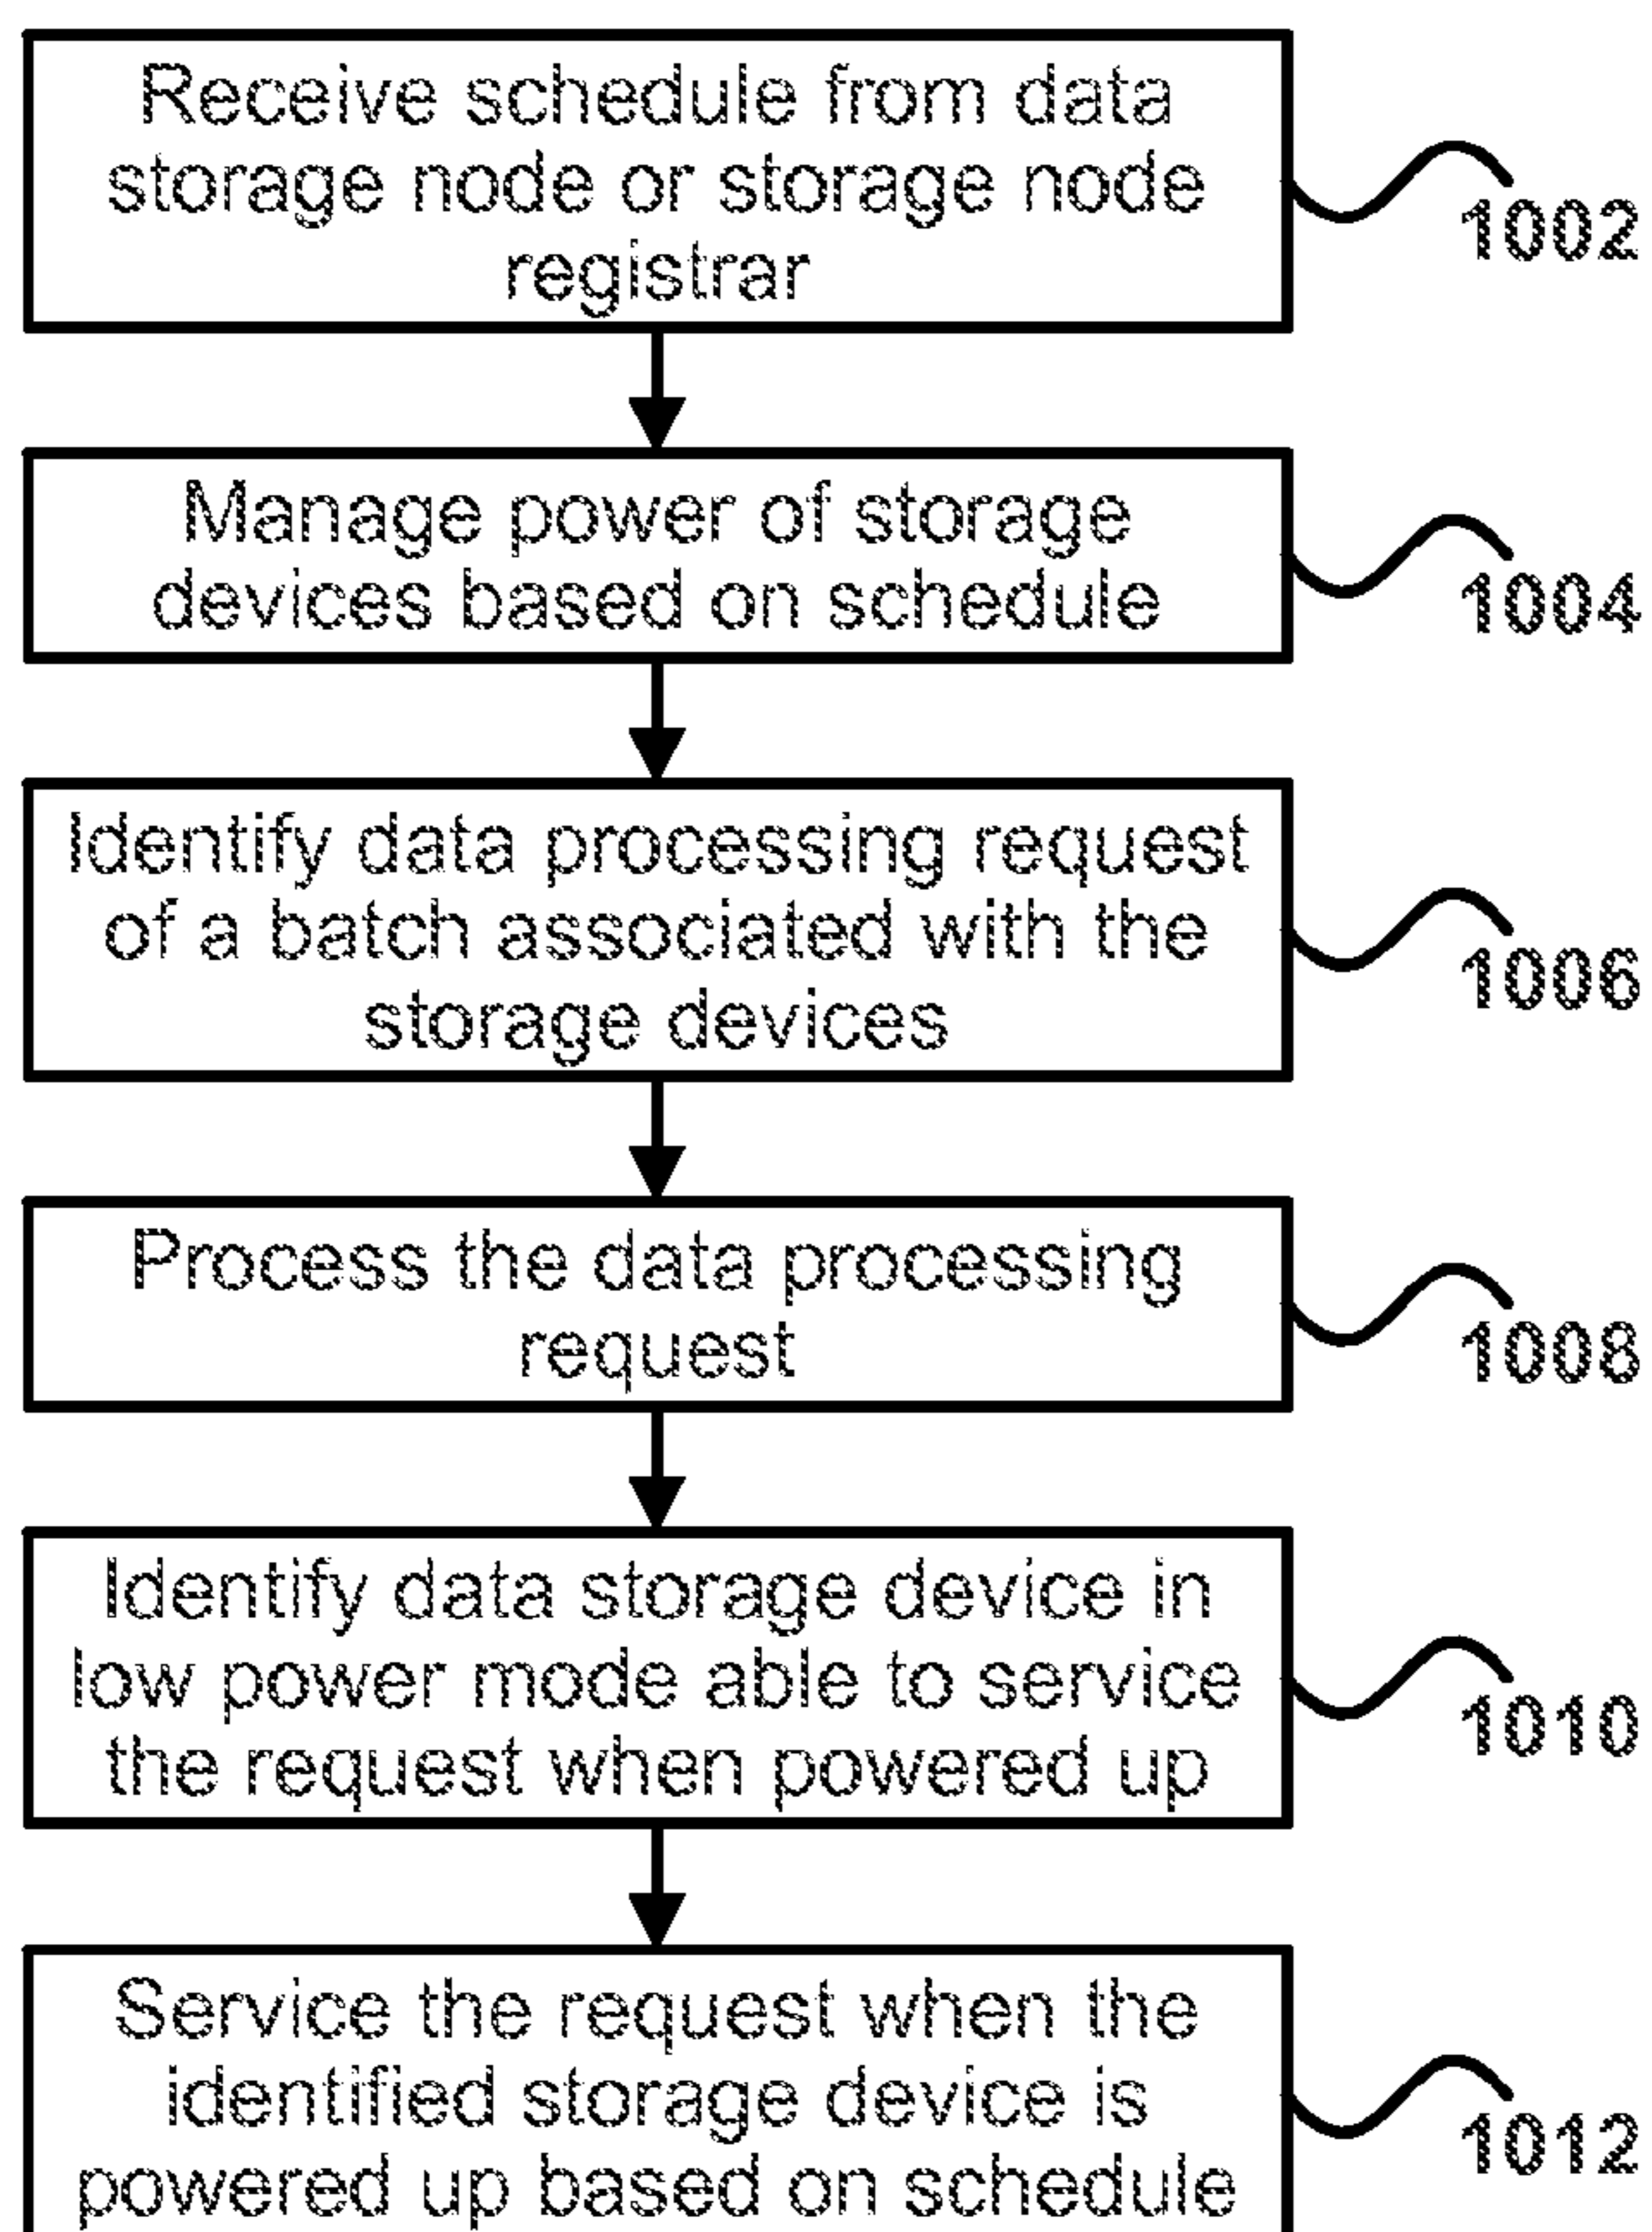 Receive schedule from data
storage node or storage node
registrar
1002
Manage power of storage
devices based on schedule
1004
Identify data processing request
of a batch associated with the
storage devices
1006
Process the data processing
request
1008
Identify data storage device in
low power mode able to service
the request when powered up
1010
Service the request when the
identified storage device is
powered up based on schedule
1012